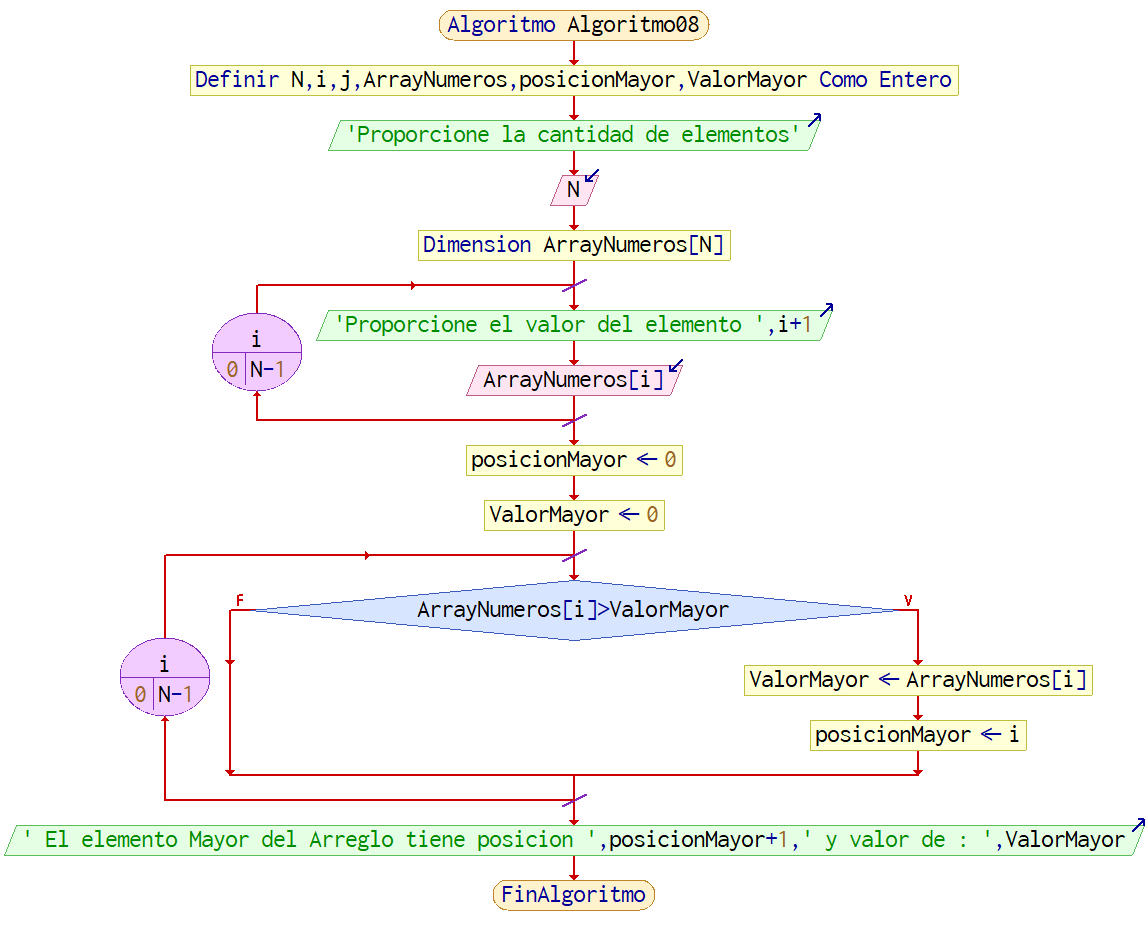 Algoritmo Algoritmo08
Definir N,i,j,ArrayNumeros,posicionMayor,ValorMayor Como Entero
'Proporcione la cantidad de elementos'
N
Dimension ArrayNumeros[N]
'Proporcione el valor del elemento ',i+1
i
0 N-1
ArrayNumeros[i]
posicionMayor ← 0
ValorMayor ← 0
F
V
ArrayNumeros[i]>ValorMayor
i
0 N-1
ValorMayor ← ArrayNumeros[i]
posicionMayor ← i
' El elemento Mayor del Arreglo tiene posicion ',posicionMayor+1,' y valor de : ',ValorMayor
FinAlgoritmo